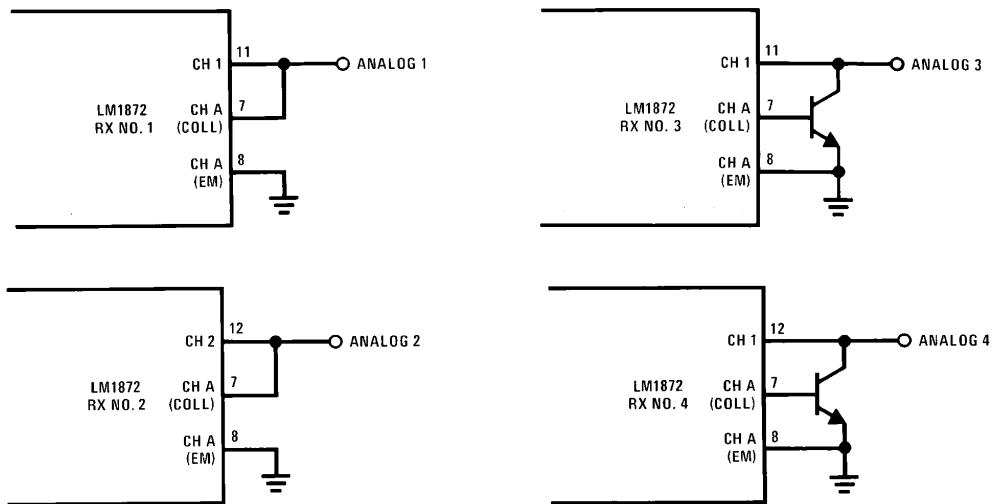 CH 1
11
ANALOG 1
LM1872
RX NO. 1
CH A
(COLL)
7
CH A
(EM)
8
CH 1
11
ANALOG 3
LM1872
RX NO. 3
CH A
(COLL)
7
CH A
(EM)
8
CH 2
12
ANALOG 2
LM1872
RX NO. 2
CH A
(COLL)
7
CH A
(EM)
8
CH 1
12
ANALOG 4
LM1872
RX NO. 4
CH A
(COLL)
7
CH A
(EM)
8